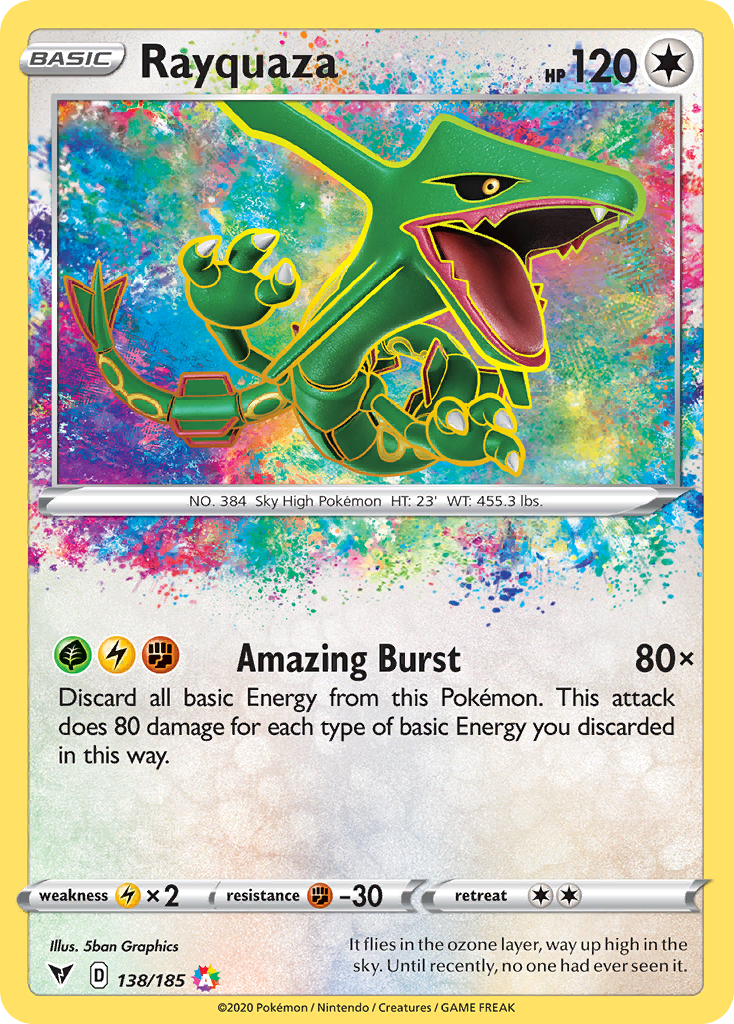 BASIC Rayquaza HP 120
NO. 384 Sky High Pokémon HT: 23' WT: 455.3 lbs.
Amazing Burst 80×
Discard all basic Energy from this Pokémon. This attack
does 80 damage for each type of basic Energy you discarded
in this way.
weakness ×2 resistance -30 retreat
Illus. 5ban Graphics
It flies in the ozone layer, way up high in the
sky. Until recently, no one had ever seen it.
D 138/185 A
©2020 Pokémon / Nintendo / Creatures / GAME FREAK